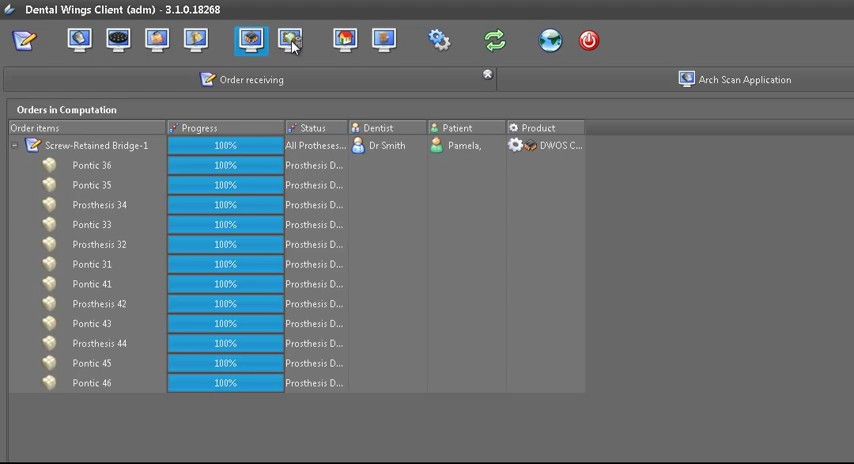 Dental Wings Client (adm) - 3.1.0.18268
Order receiving
Arch Scan Application
Orders in Computation
Order items Progress Status Dentist Patient Product
Screw-Retained Bridge-1 100% All Protheses... Dr Smith Pamela, DWOS C...
Pontic 36 100% Prosthesis D...
Pontic 35 100% Prosthesis D...
Prosthesis 34 100% Prosthesis D...
Pontic 33 100% Prosthesis D...
Prosthesis 32 100% Prosthesis D...
Pontic 31 100% Prosthesis D...
Pontic 41 100% Prosthesis D...
Prosthesis 42 100% Prosthesis D...
Pontic 43 100% Prosthesis D...
Prosthesis 44 100% Prosthesis D...
Pontic 45 100% Prosthesis D...
Pontic 46 100% Prosthesis D...